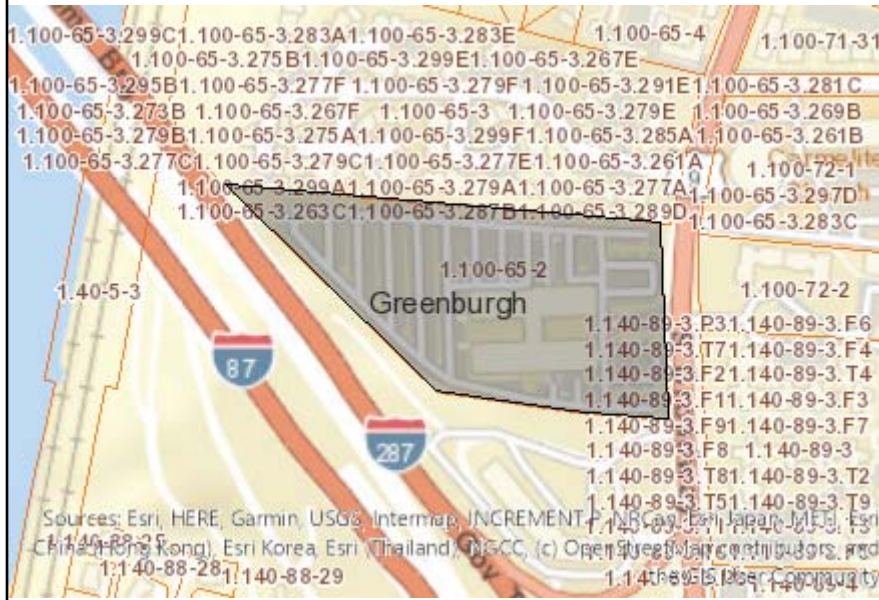 1.100-65-3.299C1.100-65-3.283A1.100-65-3.283E 1.100-65-4 1.100-71-31
1.100-65-3.275B1.100-65-3.299E1.100-65-3.267E
1.100-65-3.295B1.100-65-3.277F1.100-65-3.279F1.100-65-3.291E1.100-65-3.281C
1.100-65-3.273B 1.100-65-3.267F 1.100-65-3 1.100-65-3.279E 1.100-65-3.269B
1.100-65-3.279B1.100-65-3.275A1.100-65-3.299F1.100-65-3.285A1.100-65-3.261B
1.100-65-3.277C1.100-65-3.279C1.100-65-3.277E1.100-65-3.261A
1.100-72-1
1.100-65-3.299A1.100-65-3.279A1.100-65-3.277A1.100-65-3.297D
1.100-65-3.263C1.100-65-3.287B1.100-65-3.289D1.100-65-3.283C
9
1.100-65-2
1.40-5-3
1.100-72-2
Greenburgh
1.140-89-3.P31.140-89-3.F6
1.140-89-3.T71.140-89-3.F4
87
1.140-89-3.F21.140-89-3.T4
1.140-89-3.F11.140-89-3.F3
1.140-89-3.F91.140-89-3.F7
287
1.140-89-3.F8 1.140-89-3
1.140-89-3.T81.140-89-3.T2
1.140-89-3.T51.140-89-3.T9
Sources: Esri, HERE, Garmin, USGS, Intermap, INCREMENT P, NRCan, Esri Japan, METI, Esri
China (Hong Kong), Esri Korea, Esri (Thailand), NGCC, (c) OpenStreetMap contributors, and
the GIS User Community
1.140-88-25
1.140-88-28
1.140-88-29
1.140-89-4
Gov